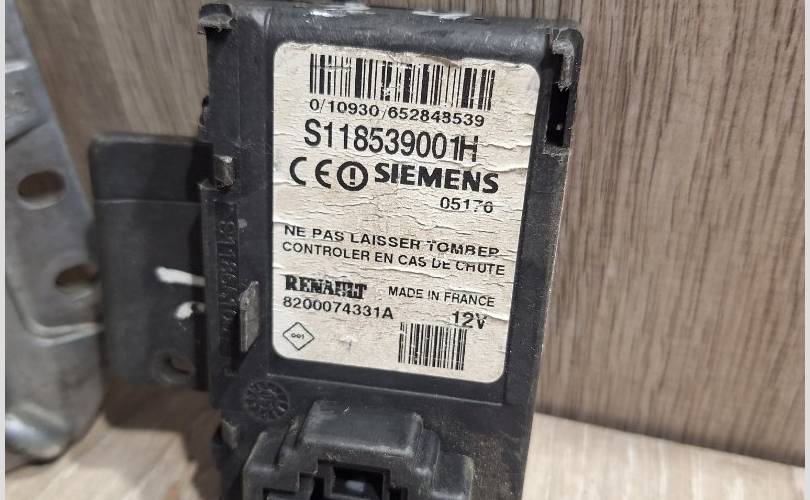 0/10930/652848539
S118539001H
CE SIEMENS
05176
NE PAS LAISSER TOMBER
CONTROLER EN CAS DE CHUTE
RENAULT MADE IN FRANCE
8200074331A 12V
001